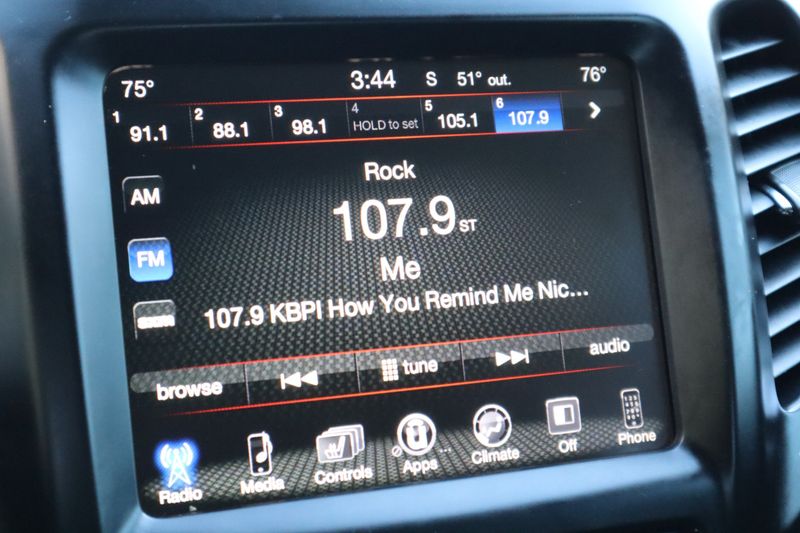 75° 3:44 S 51° out. 76°
1 91.1 2 88.1 3 98.1 4 HOLD to set 5 105.1 6 107.9
Rock
AM
107.9 ST
FM
Me
107.9 KBPI How You Remind Me Nic...
browse tune audio
Radio Media Controls Apps ... Climate Off Phone